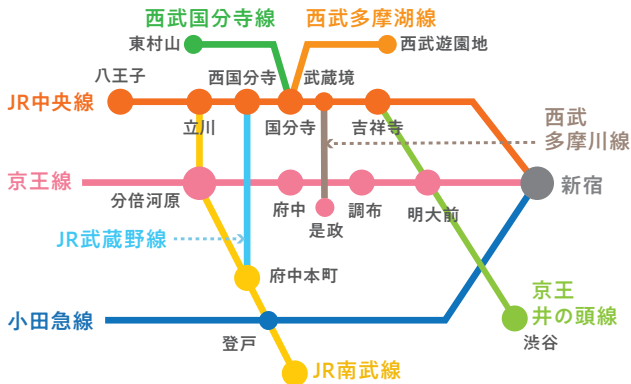 西武国分寺線
西武多摩湖線
東村山
西武遊園地
八王子
西国分寺
武蔵境
JR中央線
立川
国分寺
吉祥寺
西武
多摩川線
京王線
分倍河原
府中
調布
明大前
新宿
是政
JR武蔵野線
府中本町
京王
井の頭線
小田急線
登戸
渋谷
JR南武線